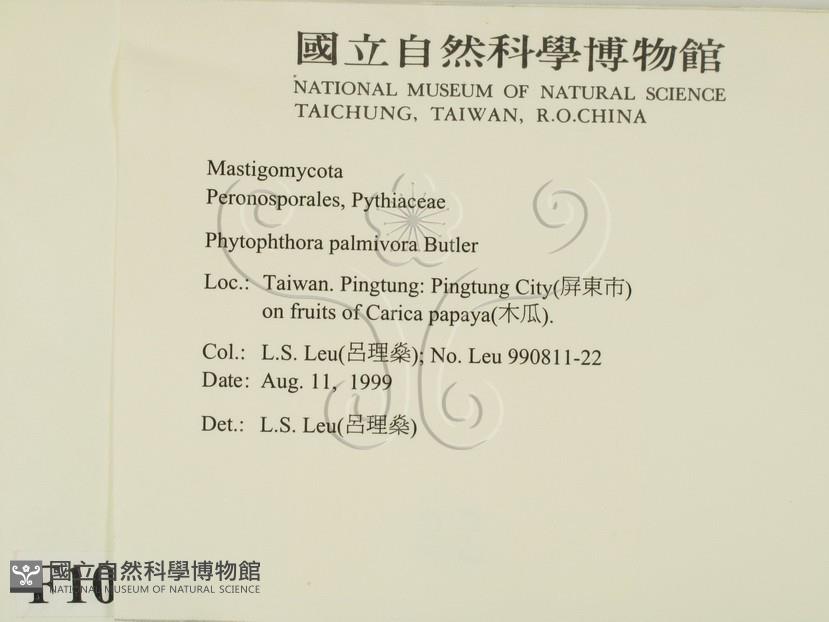 國立自然科學博物館
NATIONAL MUSEUM OF NATURAL SCIENCE
TAICHUNG, TAIWAN, R.O.CHINA
Mastigomycota
Peronosporales, Pythiaceae
Phytophthora palmivora Butler
Loc.: Taiwan. Pingtung: Pingtung City(屏東市)
on fruits of Carica papaya(木瓜).
Col.: L.S. Leu(呂理燊); No. Leu 990811-22
Date: Aug. 11, 1999
Det.: L.S. Leu(呂理燊)
國立自然科學博物館
NATIONAL MUSEUM OF NATURAL SCIENCE
F10